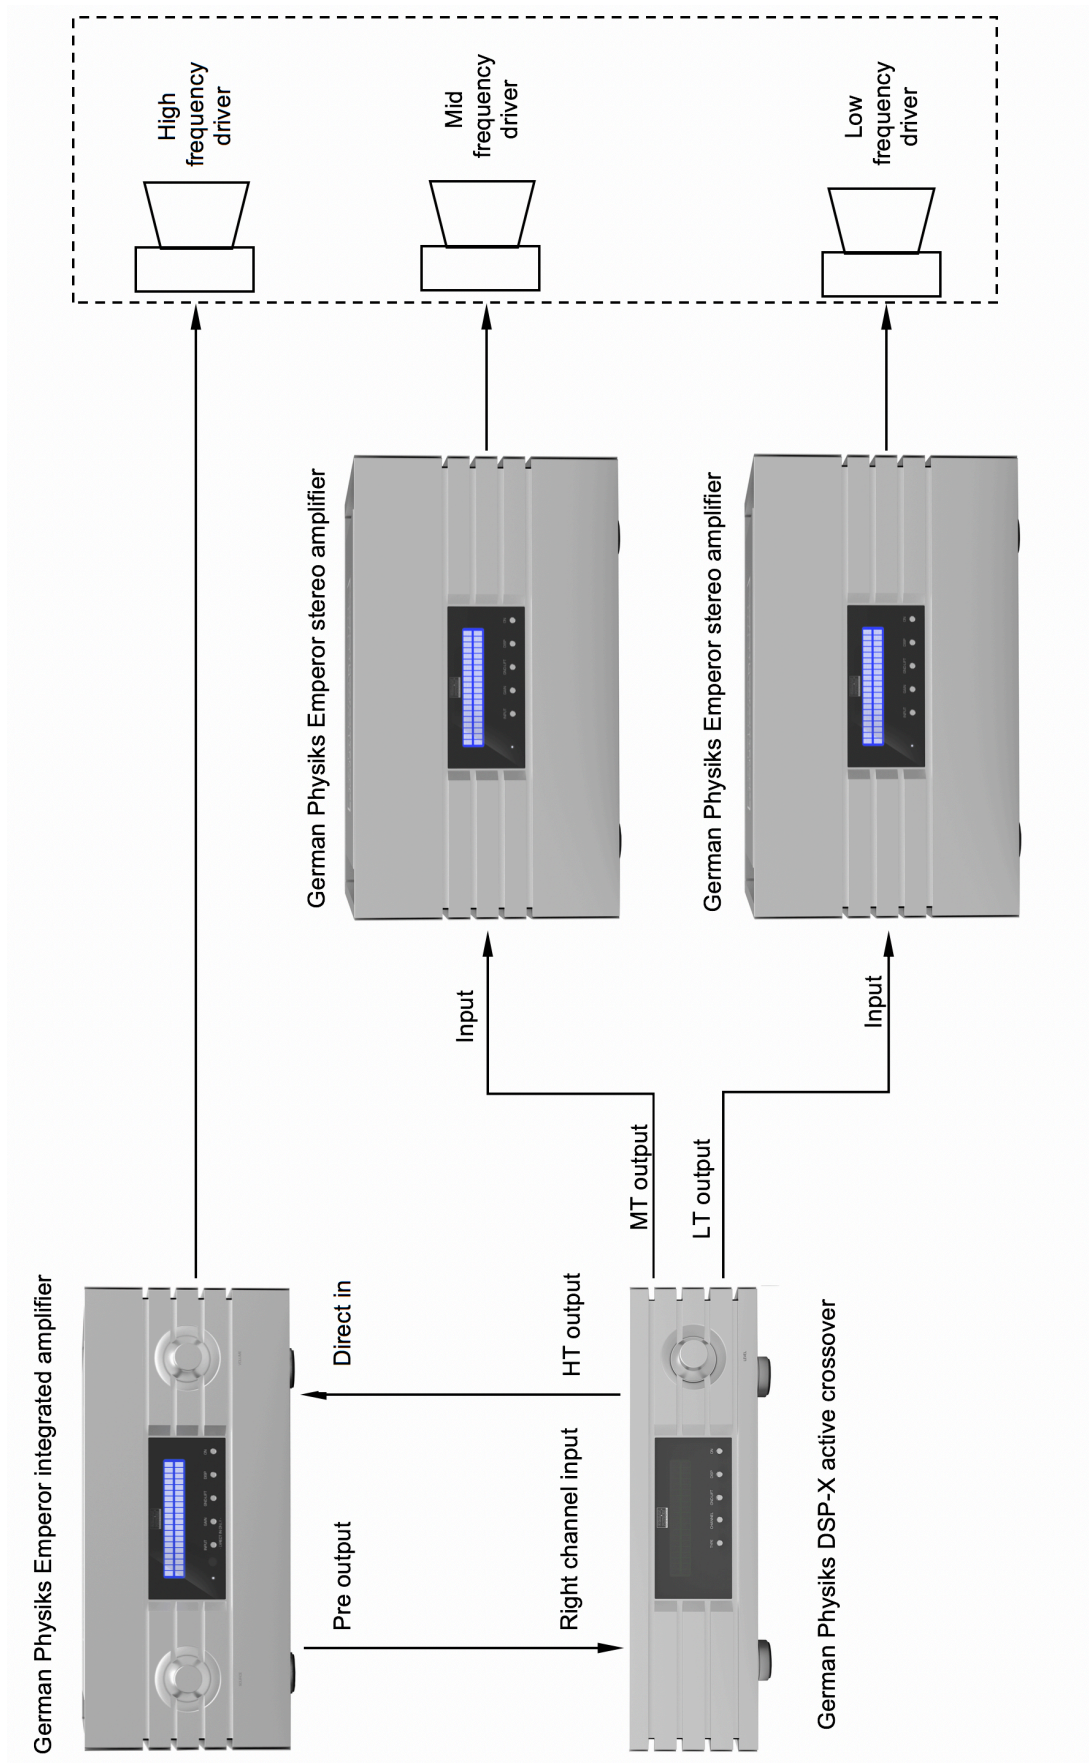 High
frequency
driver
Mid
frequency
driver
Low
frequency
driver
German Physiks Emperor stereo amplifier
German Physiks Emperor stereo amplifier
Input
Input
MT output
LT output
German Physiks Emperor integrated amplifier
Direct in
HT output
Pre output
Right channel input
German Physiks DSP-X active crossover